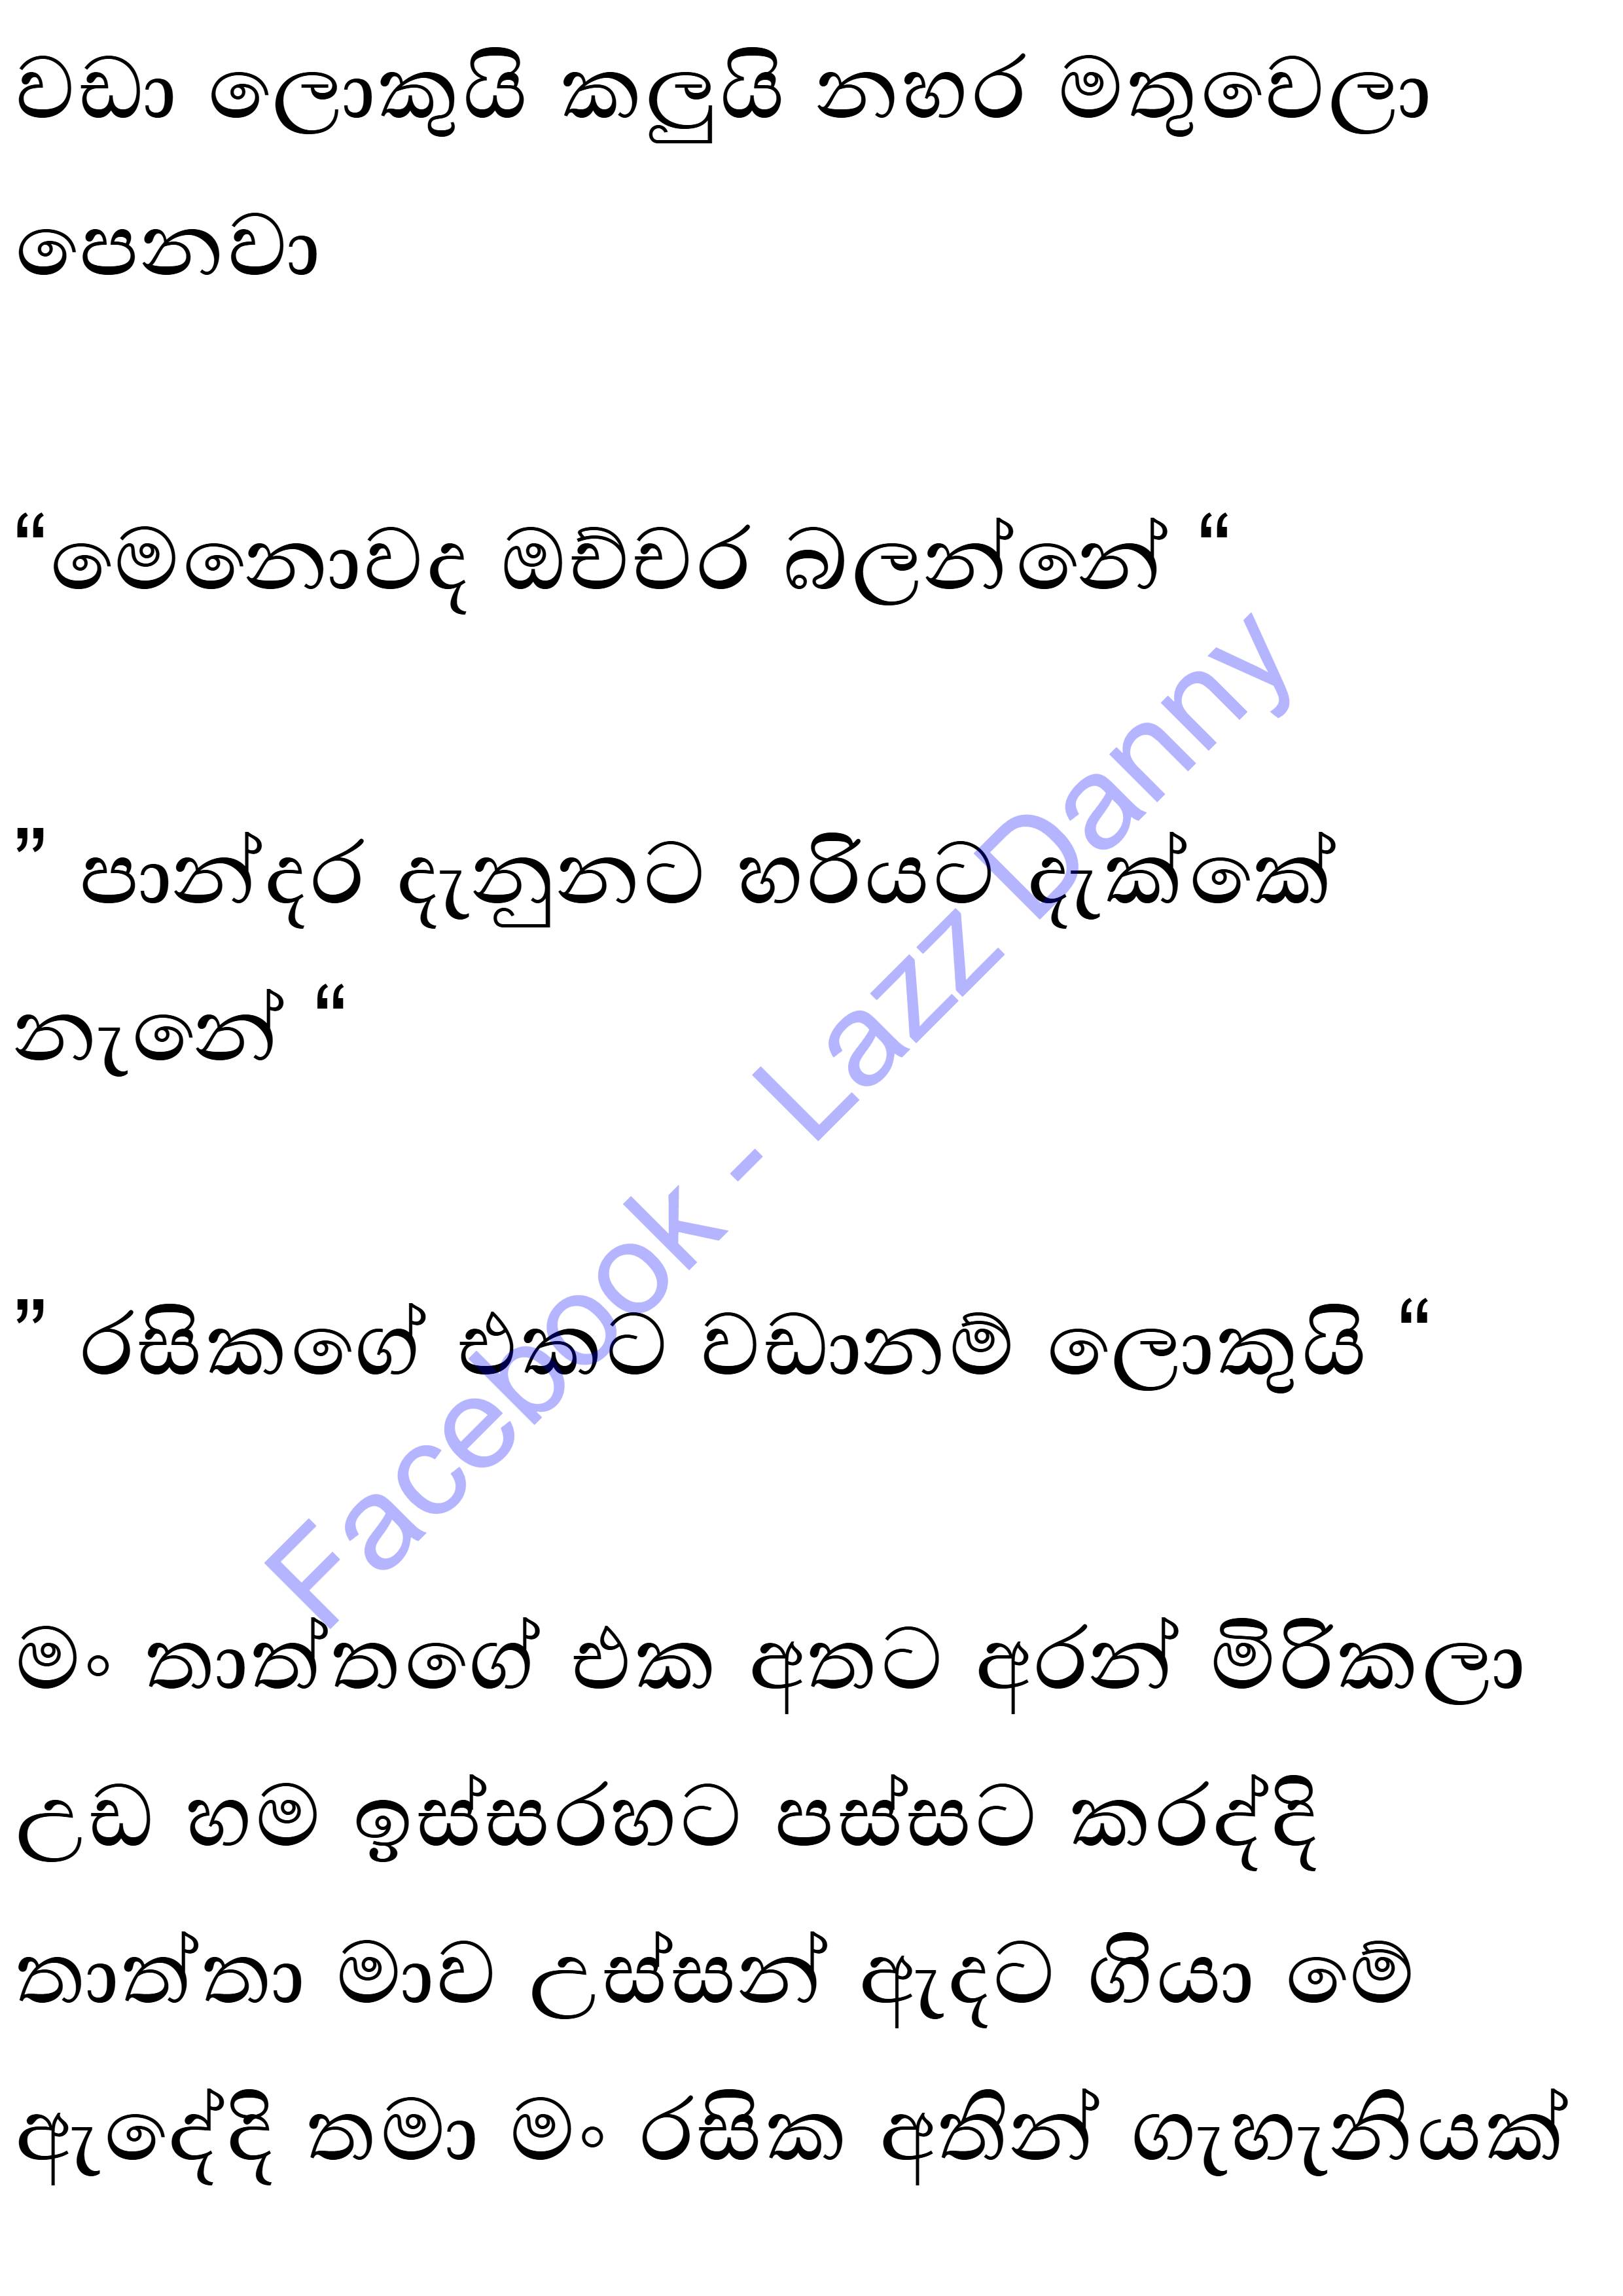 වඩා ලොකුයි කලුයි නහර මතුවෙලා
පෙනවා
“මෙනොවද ඔච්චර බලන්නේ “
” පාන්දර දැනුනට හරියට දැක්කේ
නැනේ “
” රසිකගේ එකට වඩානම් ලොකුයි “
මං තාත්තගේ එක අතට අරන් මිරිකලා
උඩ හම ඉස්සරහට පස්සට කරද්දි
තාත්තා මාව උස්සන් ඇදට ගියා මේ
ඇදේදි තමා මං රසික අතින් ගැහැනියක්
Facebook - Lazz Danny